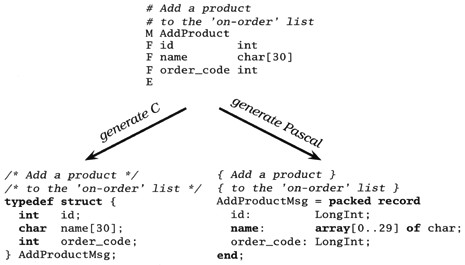 # Add a product
# to the 'on-order' list
M AddProduct
F id int
F name char[30]
F order_code int
E
generate C
generate Pascal
/* Add a product */
/* to the 'on-order' list */
typedef struct {
int id;
char name[30];
int order_code;
} AddProductMsg;
{ Add a product }
{ to the 'on-order' list }
AddProductMsg = packed record
id: LongInt;
name: array[0..29] of char;
order_code: LongInt;
end;